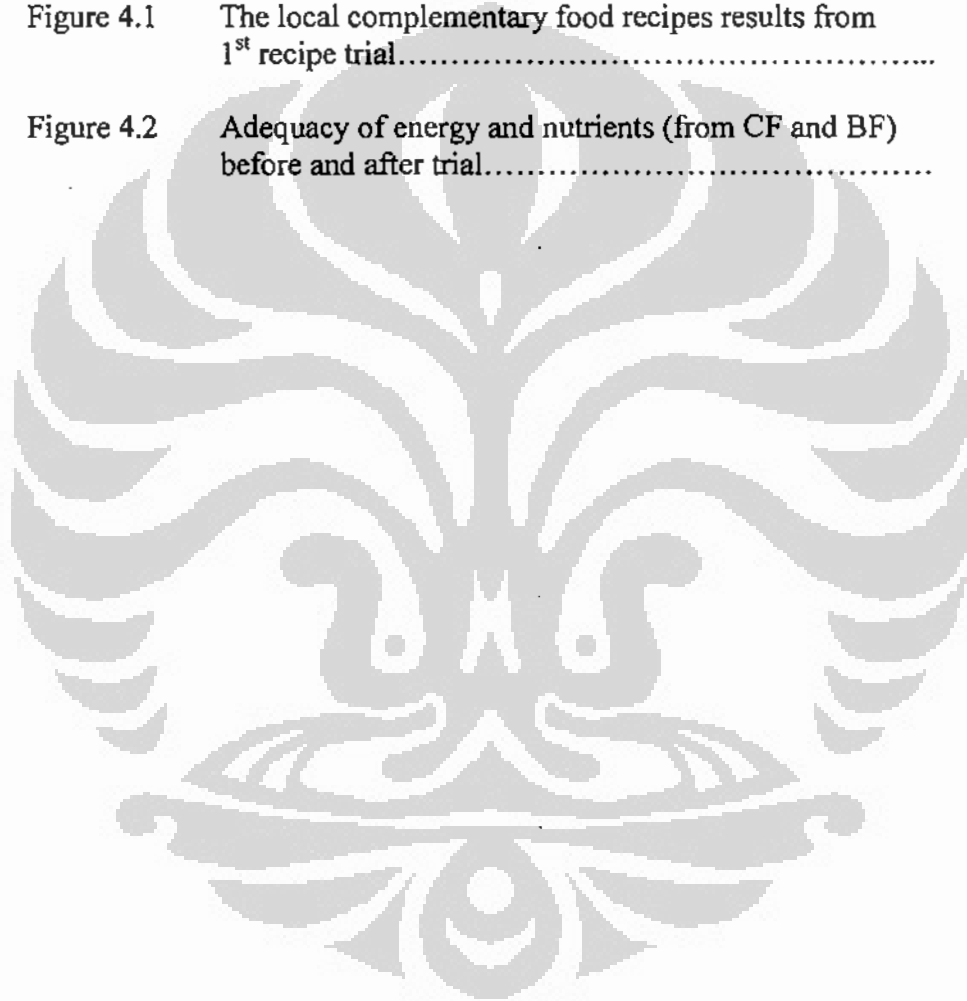 Figure 4.1 The local complementary food recipes results from
1st recipe trial.......................................................
Figure 4.2 Adequacy of energy and nutrients (from CF and BF)
before and after trial.............................................